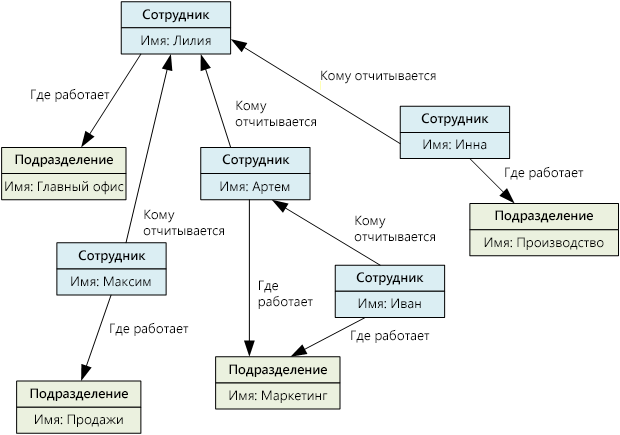 Сотрудник
Имя: Лилия
Где работает
Кому отчитывается
Кому
отчитывается
Сотрудник
Имя: Инна
Подразделение
Имя: Главный офис
Сотрудник
Имя: Артем
Где работает
Подразделение
Имя: Производство
Кому
отчитывается
Кому
отчитывается
Сотрудник
Имя: Максим
Сотрудник
Имя: Иван
Где
работает
Где работает
Где работает
Подразделение
Имя: Маркетинг
Подразделение
Имя: Продажи